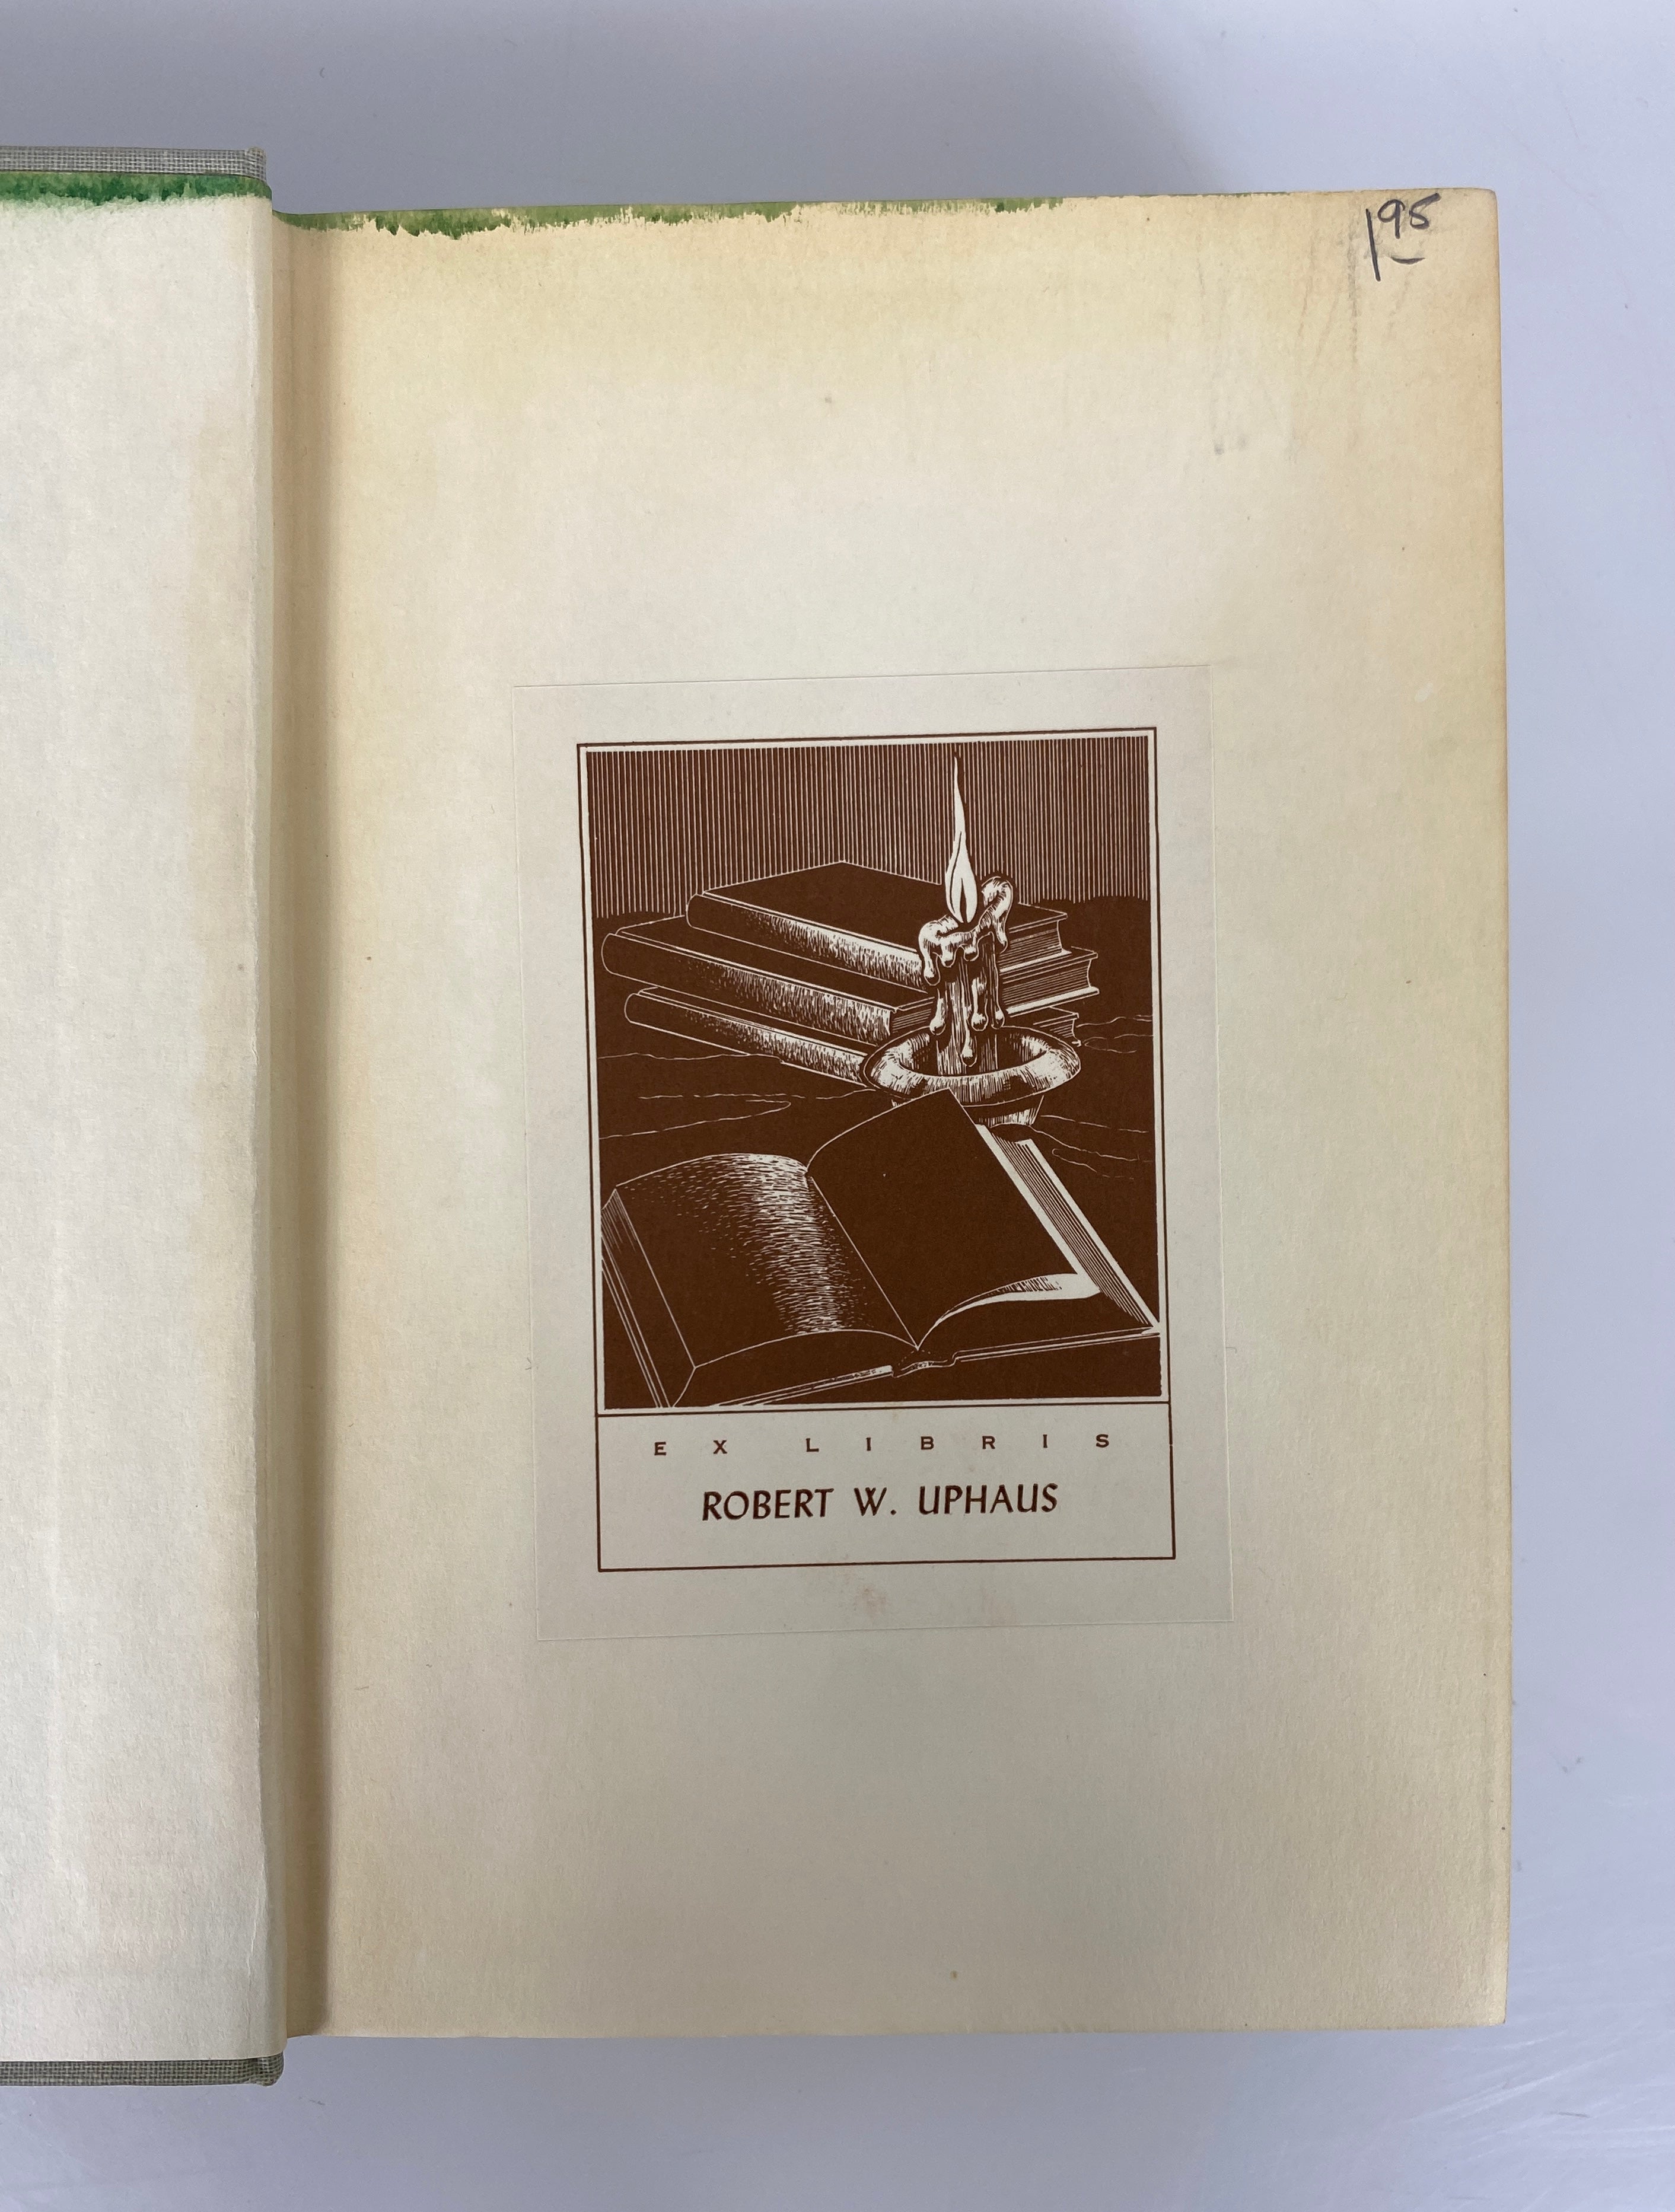 195
EX LIBRIS
ROBERT W. UPHAUS